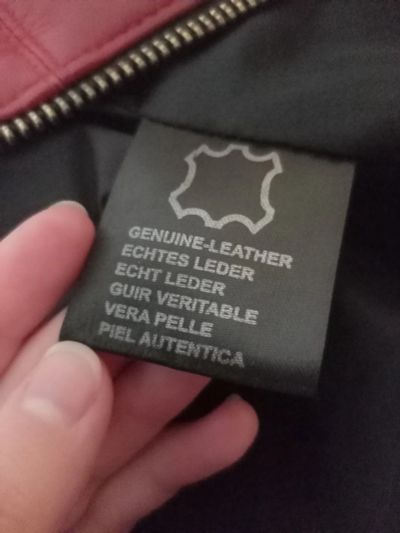 GENUINE-LEATHER
ECHTES LEDER
ECHT LEDER
GUIR VERITABLE
VERA PELLE
PIEL AUTENTICA